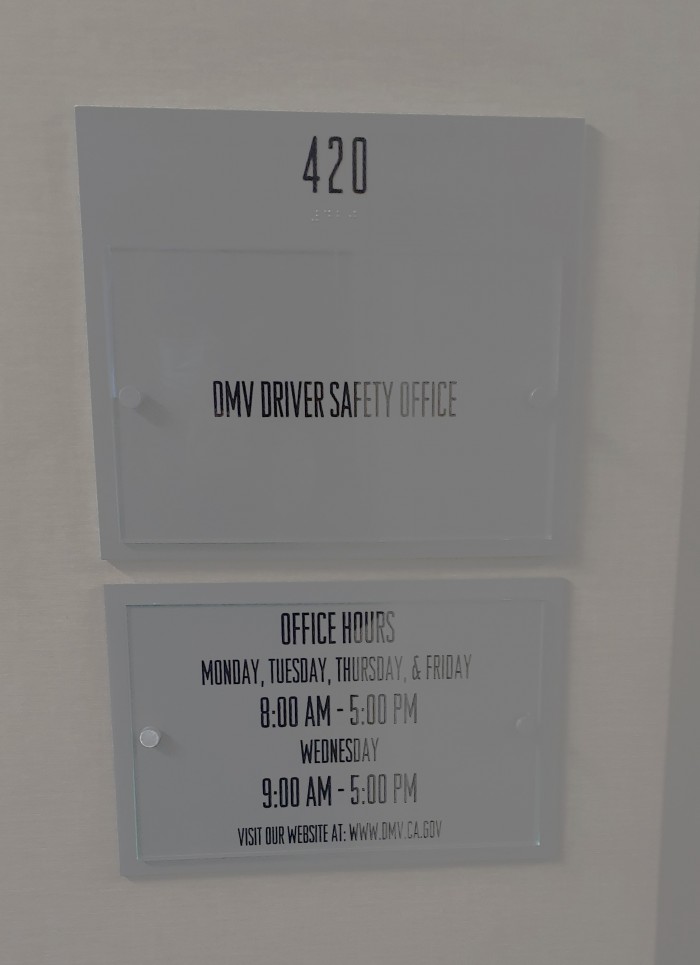 420
DMV DRIVER SAFETY OFFICE
OFFICE HOURS
MONDAY, TUESDAY, THURSDAY, & FRIDAY
8:00 AM - 5:00 PM
WEDNESDAY
9:00 AM - 5:00 PM
VISIT OUR WEBSITE AT: WWW.DMV.CA.GOV